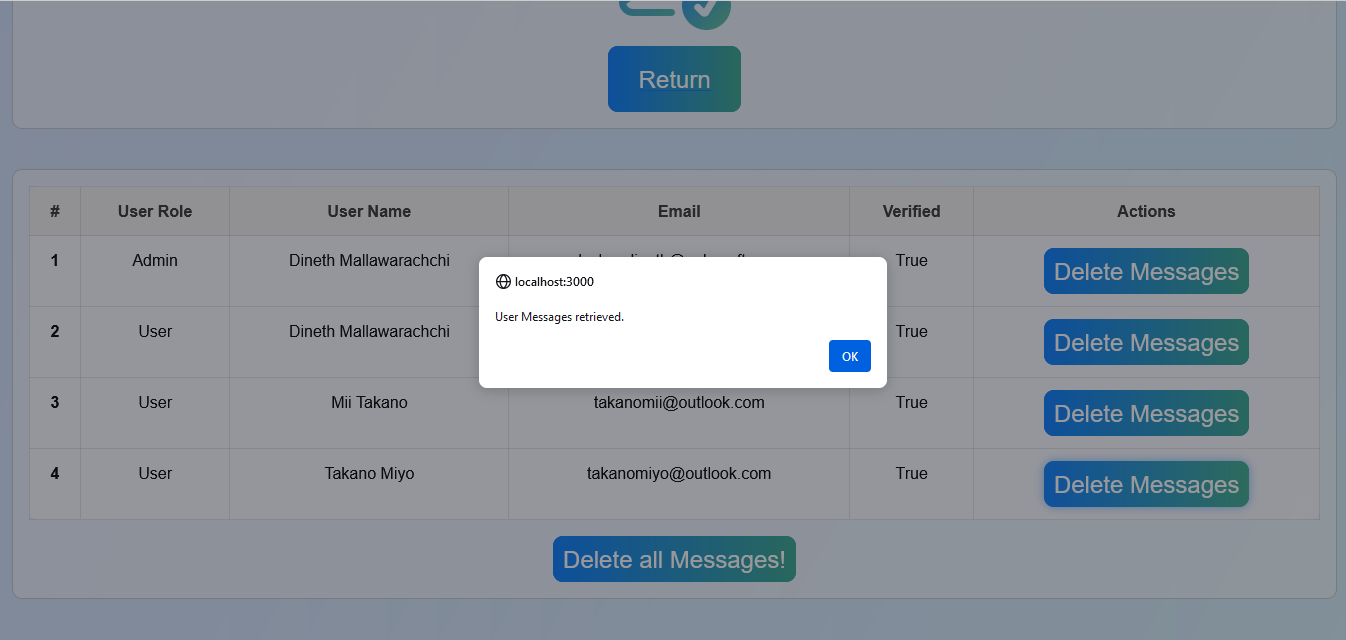 Return
# User Role User Name Email Verified Actions
1 Admin Dineth Mallawarachchi True Delete Messages
localhost:3000
User Messages retrieved.
2 User Dineth Mallawarachchi True Delete Messages
OK
3 User Mii Takano takanomii@outlook.com True Delete Messages
4 User Takano Miyo takanomiyo@outlook.com True Delete Messages
Delete all Messages!